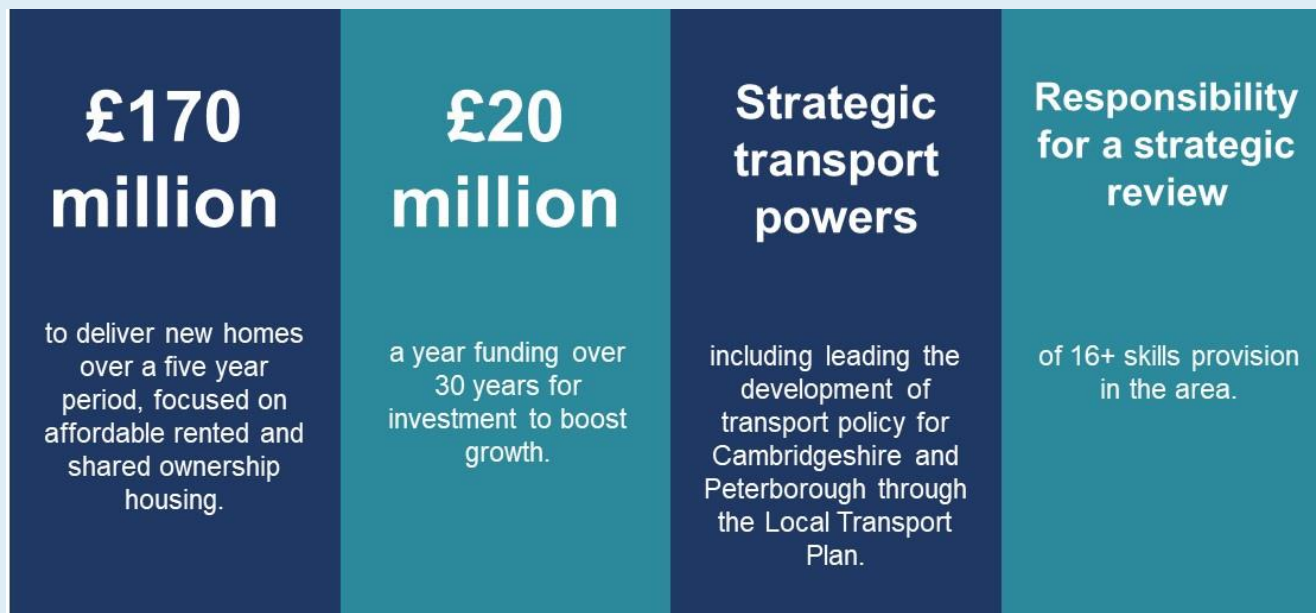 £170
million
to deliver new homes
over a five year
period, focused on
affordable rented and
shared ownership
housing.
£20
million
a year funding over
30 years for
investment to boost
growth.
Strategic
transport
powers
including leading the
development of
transport policy for
Cambridgeshire and
Peterborough through
the Local Transport
Plan.
Responsibility
for a strategic
review
of 16+ skills provision
in the area.